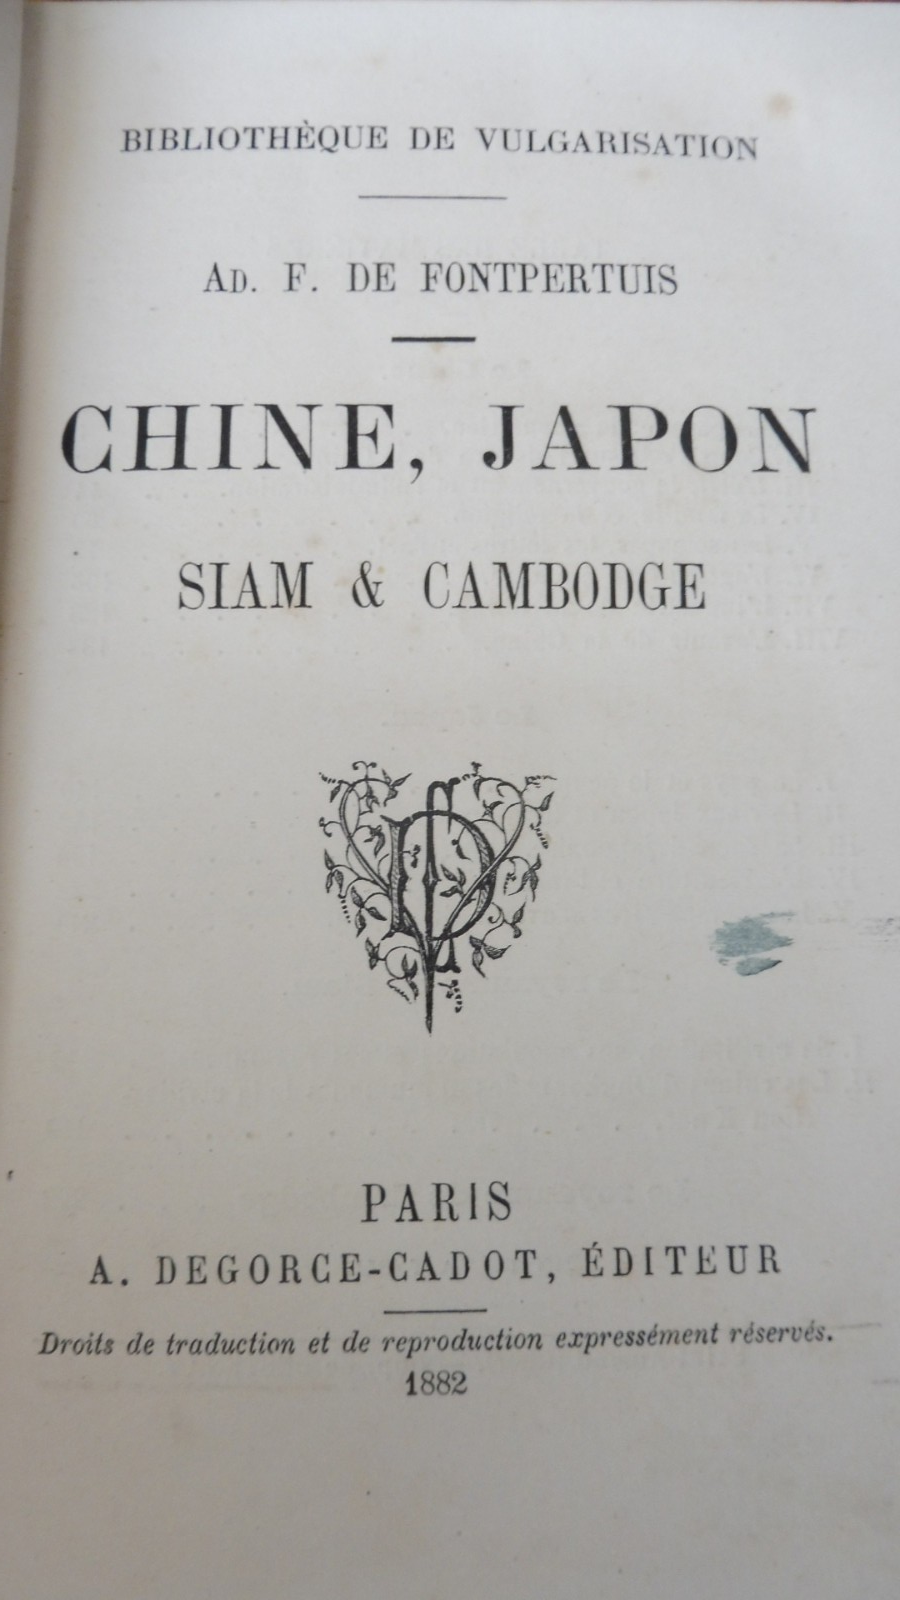 BIBLIOTHÈQUE DE VULGARISATION
AD. F. DE FONTPERTUIS
CHINE, JAPON
SIAM & CAMBODGE
PARIS
A. DEGORCE-CADOT, ÉDITEUR
Droits de traduction et de reproduction expressément réservés.
1882